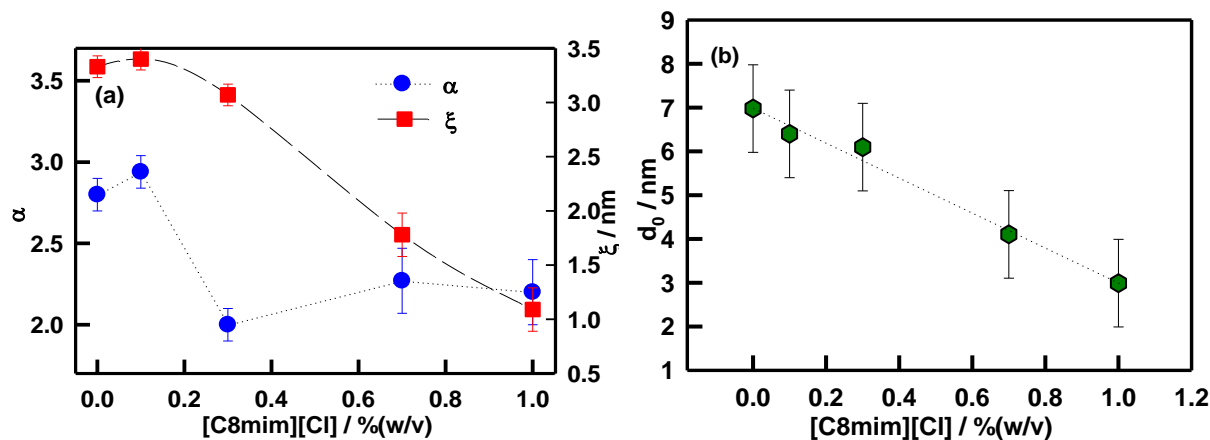 (a)
α
ξ
3.5
3.0
2.5
2.0
α
3.5
3.0
2.5
2.0
1.5
1.0
0.5
ξ / nm
0.0 0.2 0.4 0.6 0.8 1.0
[C8mim][Cl] / %(w/v)
(b)
9
8
7
6
5
4
3
2
1
d0 / nm
0.0 0.2 0.4 0.6 0.8 1.0 1.2
[C8mim][Cl] / %(w/v)